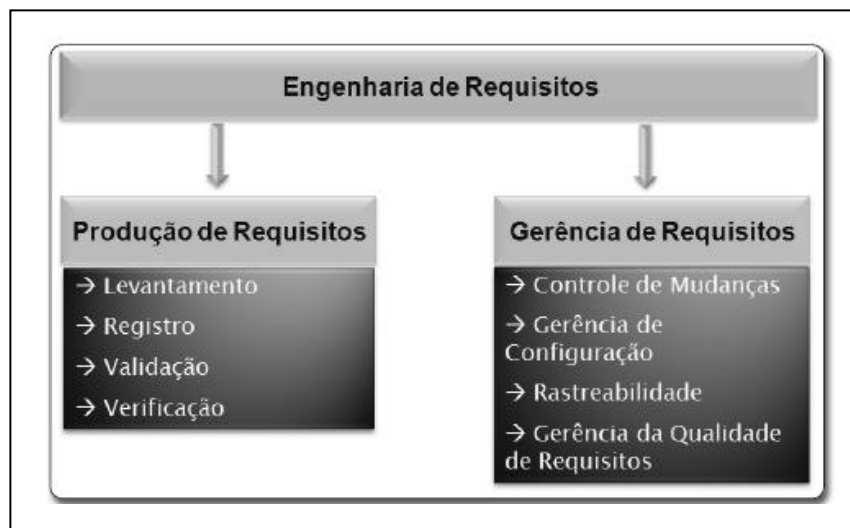 Engenharia de Requisitos
Produção de Requisitos
→ Levantamento
→ Registro
→ Validação
→ Verificação
Gerência de Requisitos
→ Controle de Mudanças
→ Gerência de
Configuração
→ Rastreabilidade
→ Gerência da Qualidade
de Requisitos